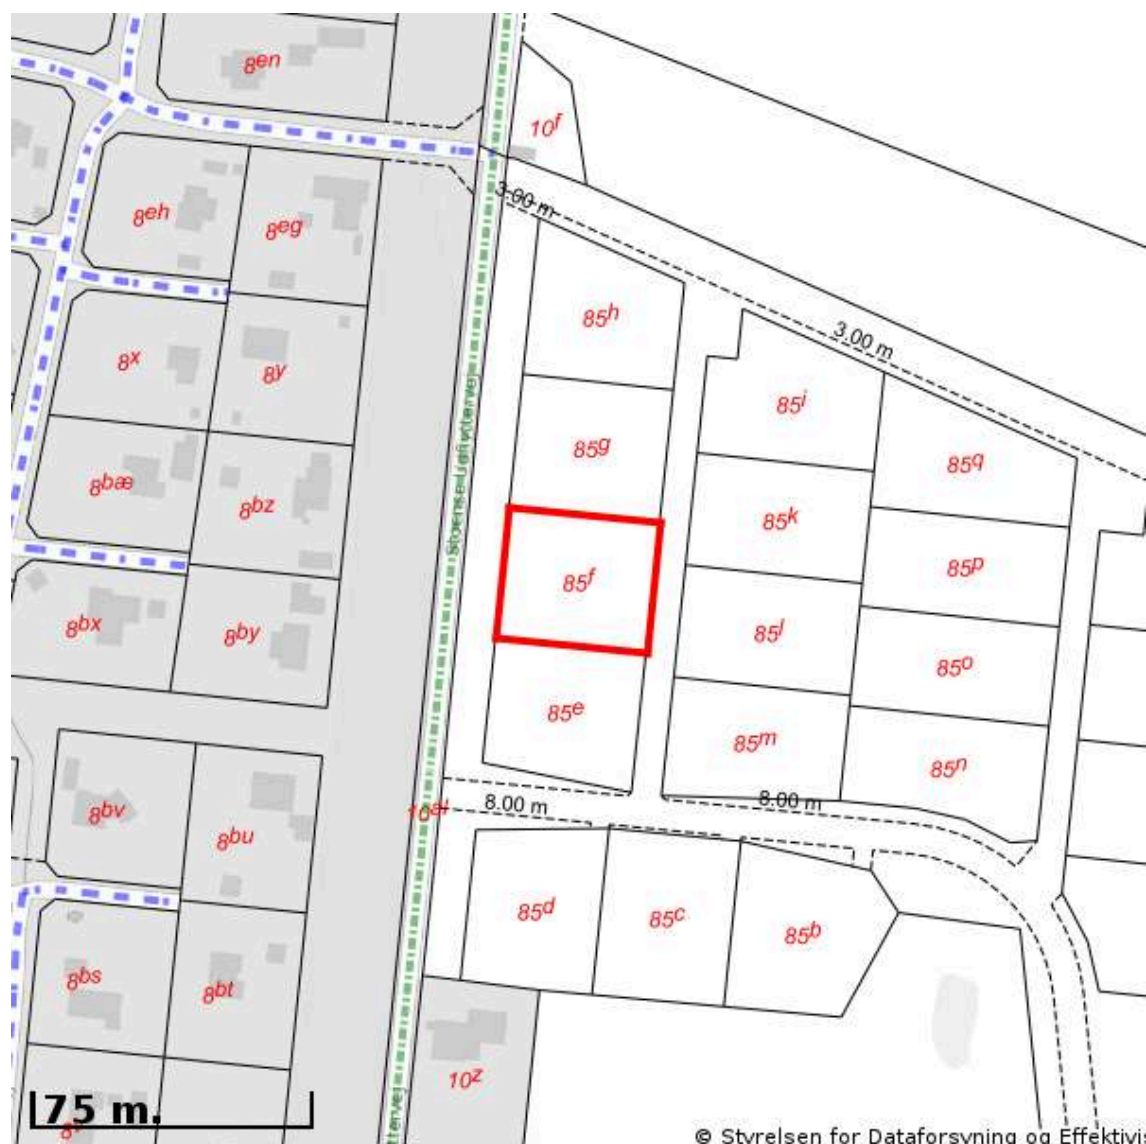 8en
10f
3.00 m
8eh
8eg
85h
3.00 m
8x
8y
85i
85g
85q
8bæ
8bz
85k
85p
85f
8bx
8by
85l
85o
85e
85m
85n
8bv
8bu
10al
8.00 m
8.00 m
85d
85c
85b
8bs
8bt
10z
75 m.
© Styrelsen for Dataforsyning og Effektivi